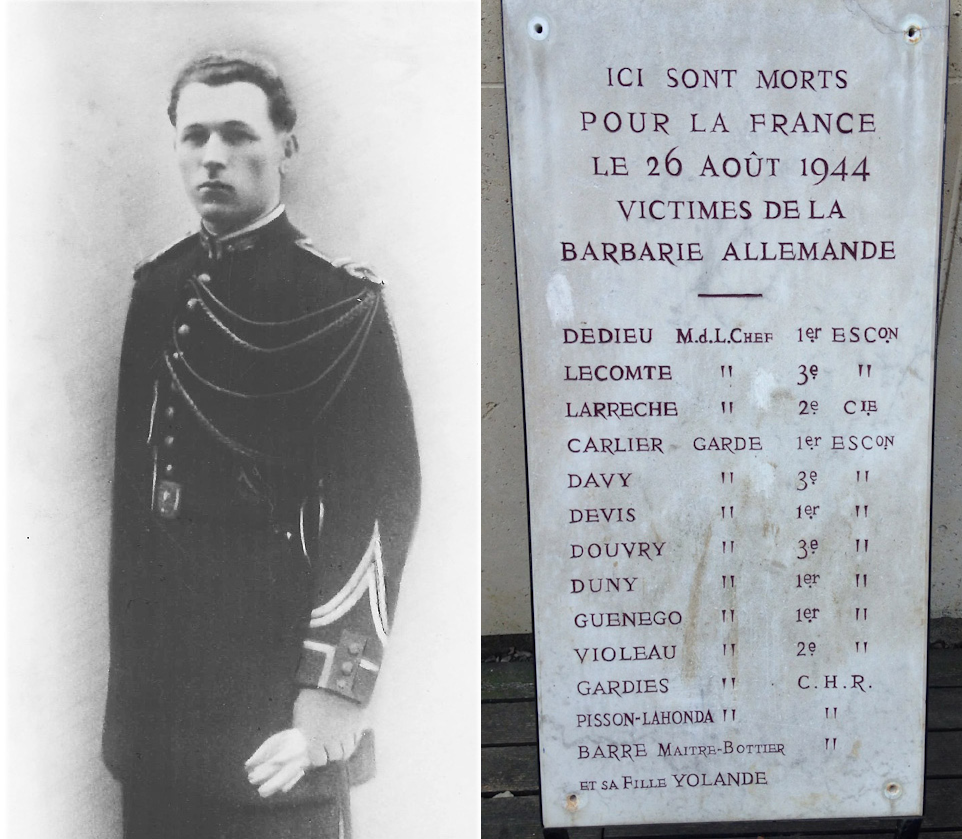 ICI SONT MORTS
POUR LA FRANCE
LE 26 AOÛT 1944
VICTIMES DE LA
BARBARIE ALLEMANDE
DEDIEU M.d.L.CHEF 1er ESCON
LECOMTE " 3e "
LARRECHE " 2e CIE
CARLIER GARDE 1er ESCON
DAVY " 3e "
DEVIS " 1er "
DOUVRY " 3e "
DUNY " 1er "
GUENEGO " 1er "
VIOLEAU " 2e "
GARDIES " C.H.R.
PISSON-LAHONDA " "
BARRE MAITRE-BOTTIER "
ET SA FILLE YOLANDE